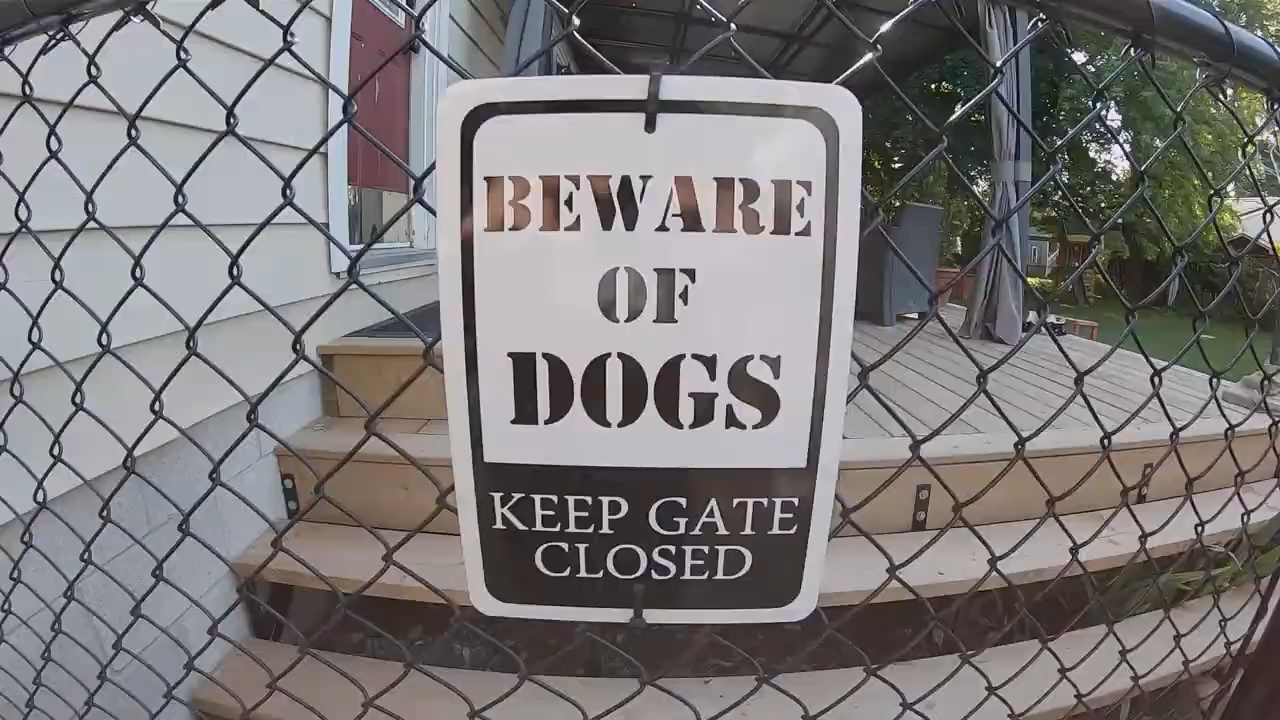 BEWARE
OF
DOGS
KEEP GATE
CLOSED